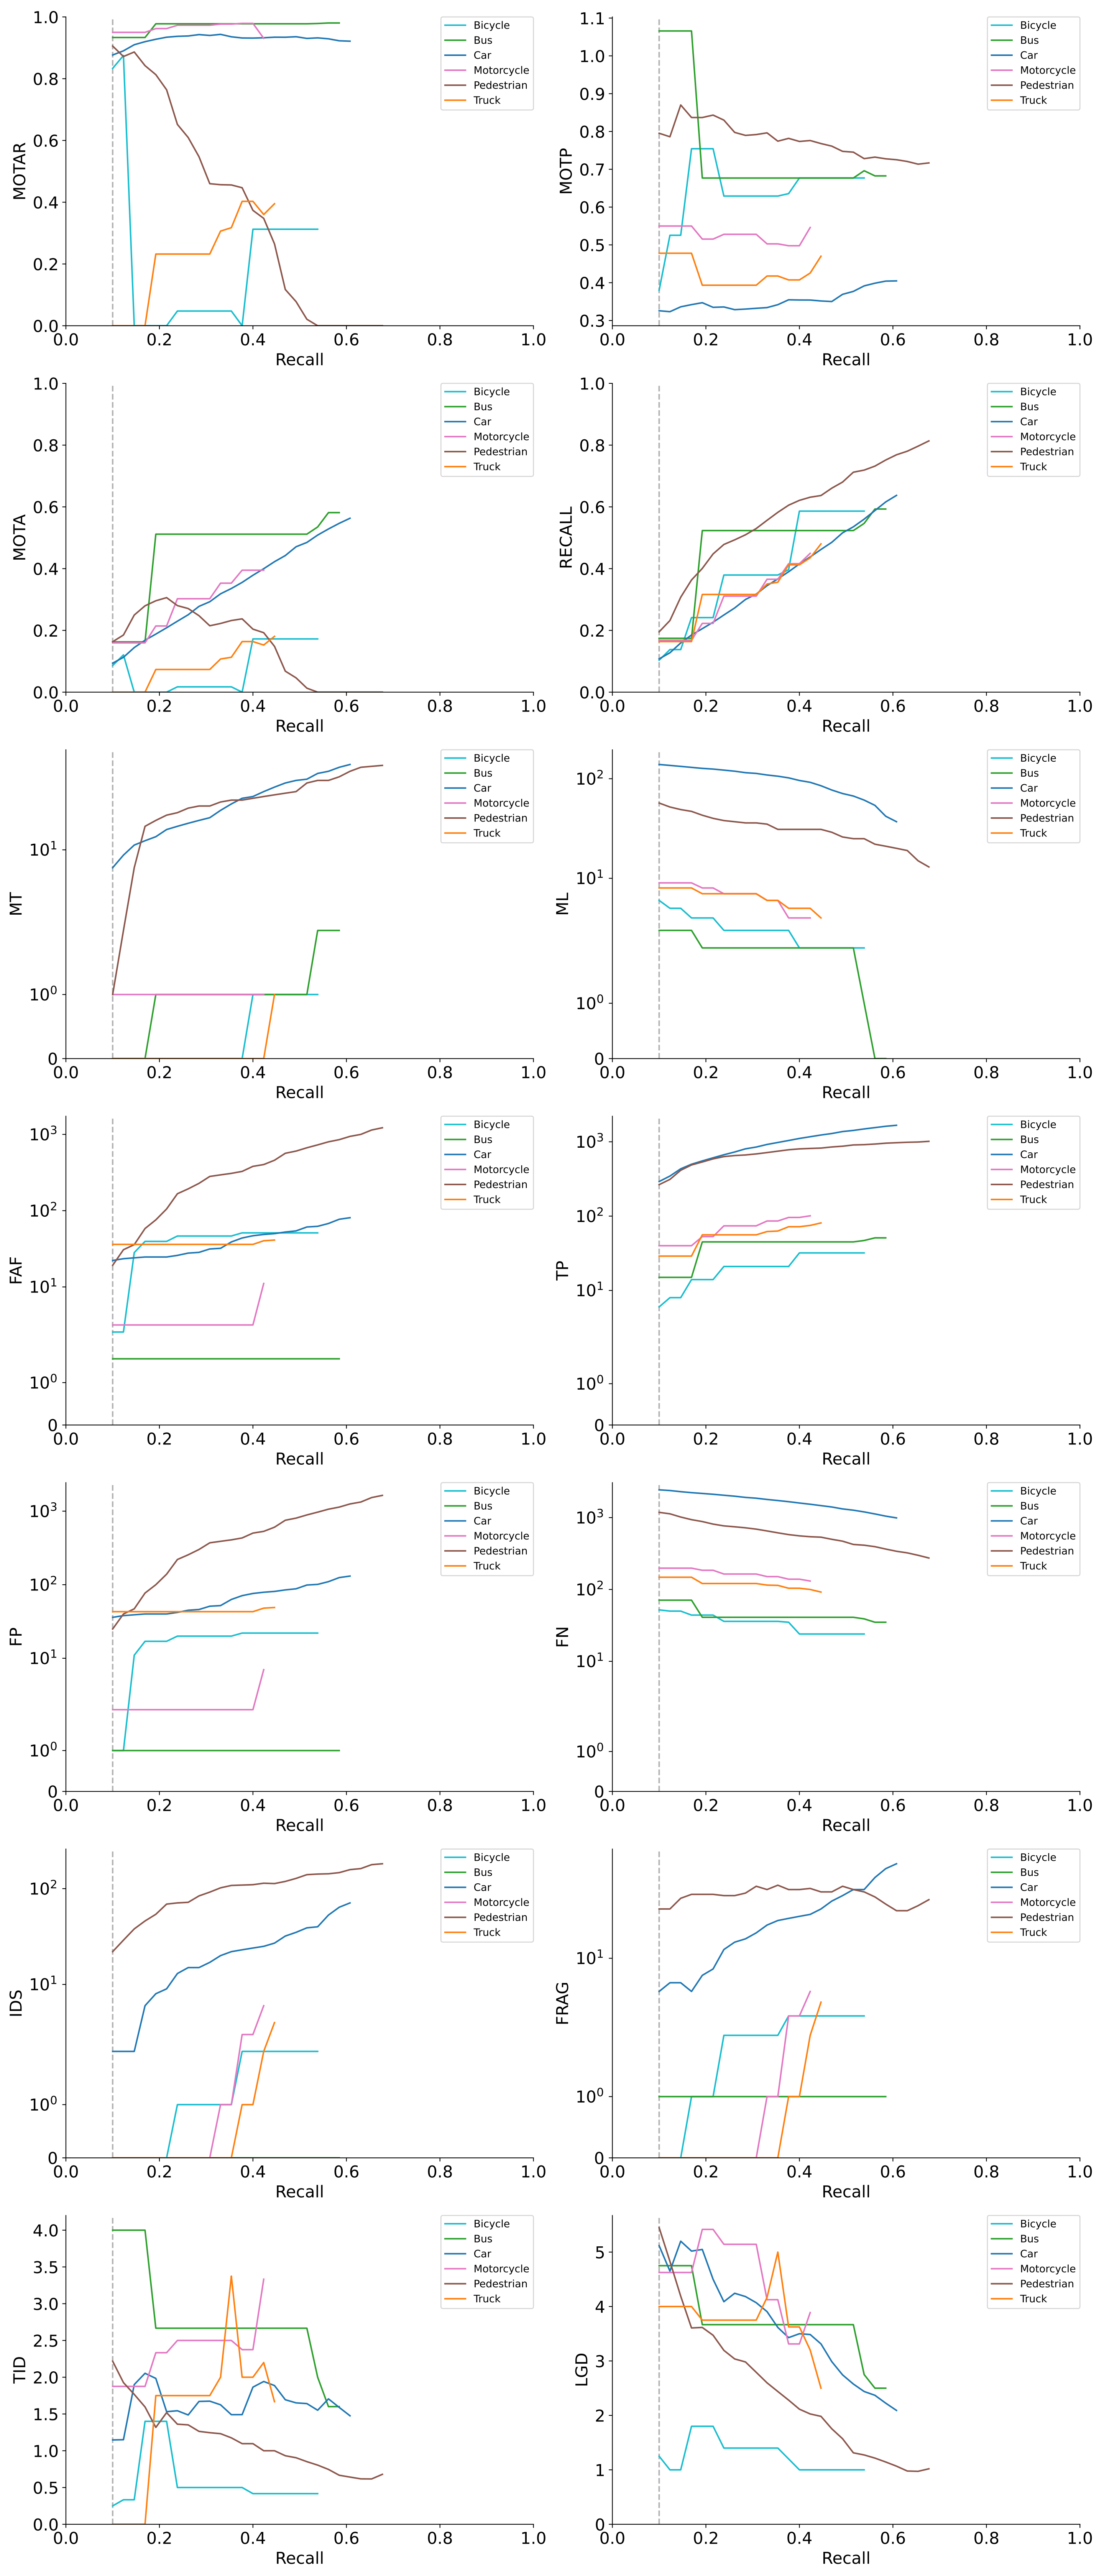 MOTAR
1.0
0.8
0.6
0.4
0.2
0.0
0.0 0.2 0.4 0.6 0.8 1.0
Recall
Bicycle
Bus
Car
Motorcycle
Pedestrian
Truck
MOTP
1.1
1.0
0.9
0.8
0.7
0.6
0.5
0.4
0.3
0.0 0.2 0.4 0.6 0.8 1.0
Recall
Bicycle
Bus
Car
Motorcycle
Pedestrian
Truck
MOTA
1.0
0.8
0.6
0.4
0.2
0.0
0.0 0.2 0.4 0.6 0.8 1.0
Recall
Bicycle
Bus
Car
Motorcycle
Pedestrian
Truck
RECALL
1.0
0.8
0.6
0.4
0.2
0.0
0.0 0.2 0.4 0.6 0.8 1.0
Recall
Bicycle
Bus
Car
Motorcycle
Pedestrian
Truck
MT
10¹
10⁰
0
0.0 0.2 0.4 0.6 0.8 1.0
Recall
Bicycle
Bus
Car
Motorcycle
Pedestrian
Truck
ML
10²
10¹
10⁰
0
0.0 0.2 0.4 0.6 0.8 1.0
Recall
Bicycle
Bus
Car
Motorcycle
Pedestrian
Truck
FAF
10³
10²
10¹
10⁰
0
0.0 0.2 0.4 0.6 0.8 1.0
Recall
Bicycle
Bus
Car
Motorcycle
Pedestrian
Truck
TP
10³
10²
10¹
10⁰
0
0.0 0.2 0.4 0.6 0.8 1.0
Recall
Bicycle
Bus
Car
Motorcycle
Pedestrian
Truck
FP
10³
10²
10¹
10⁰
0
0.0 0.2 0.4 0.6 0.8 1.0
Recall
Bicycle
Bus
Car
Motorcycle
Pedestrian
Truck
FN
10³
10²
10¹
10⁰
0
0.0 0.2 0.4 0.6 0.8 1.0
Recall
Bicycle
Bus
Car
Motorcycle
Pedestrian
Truck
IDS
10²
10¹
10⁰
0
0.0 0.2 0.4 0.6 0.8 1.0
Recall
Bicycle
Bus
Car
Motorcycle
Pedestrian
Truck
FRAG
10¹
10⁰
0
0.0 0.2 0.4 0.6 0.8 1.0
Recall
Bicycle
Bus
Car
Motorcycle
Pedestrian
Truck
TID
4.0
3.5
3.0
2.5
2.0
1.5
1.0
0.5
0.0
0.0 0.2 0.4 0.6 0.8 1.0
Recall
Bicycle
Bus
Car
Motorcycle
Pedestrian
Truck
LGD
5
4
3
2
1
0
0.0 0.2 0.4 0.6 0.8 1.0
Recall
Bicycle
Bus
Car
Motorcycle
Pedestrian
Truck